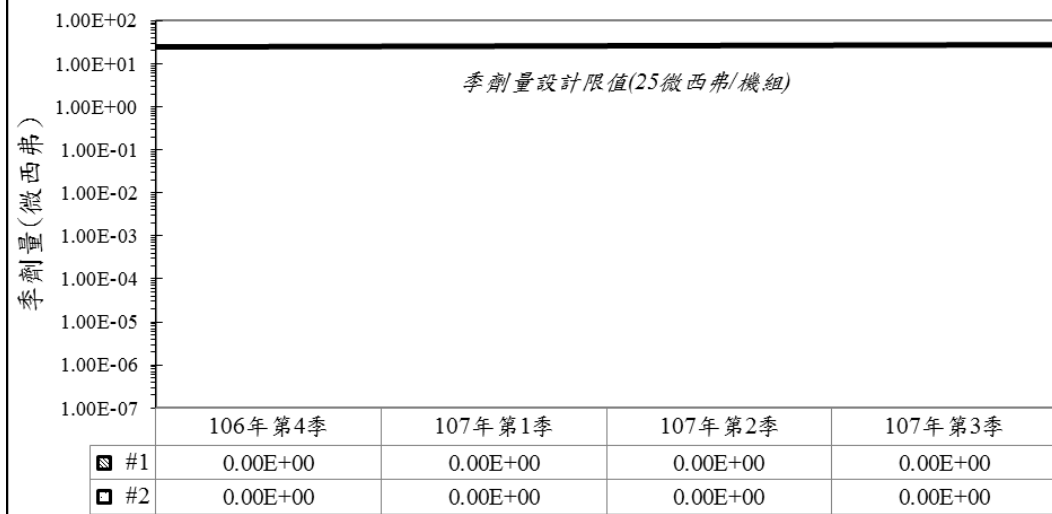 1.00E+02
1.00E+01
季劑量設計限值(25微西弗/機組)
1.00E+00
1.00E-01
1.00E-02
1.00E-03
1.00E-04
1.00E-05
1.00E-06
1.00E-07
季劑量(微西弗)
106年第4季 107年第1季 107年第2季 107年第3季
#1 0.00E+00 0.00E+00 0.00E+00 0.00E+00
#2 0.00E+00 0.00E+00 0.00E+00 0.00E+00